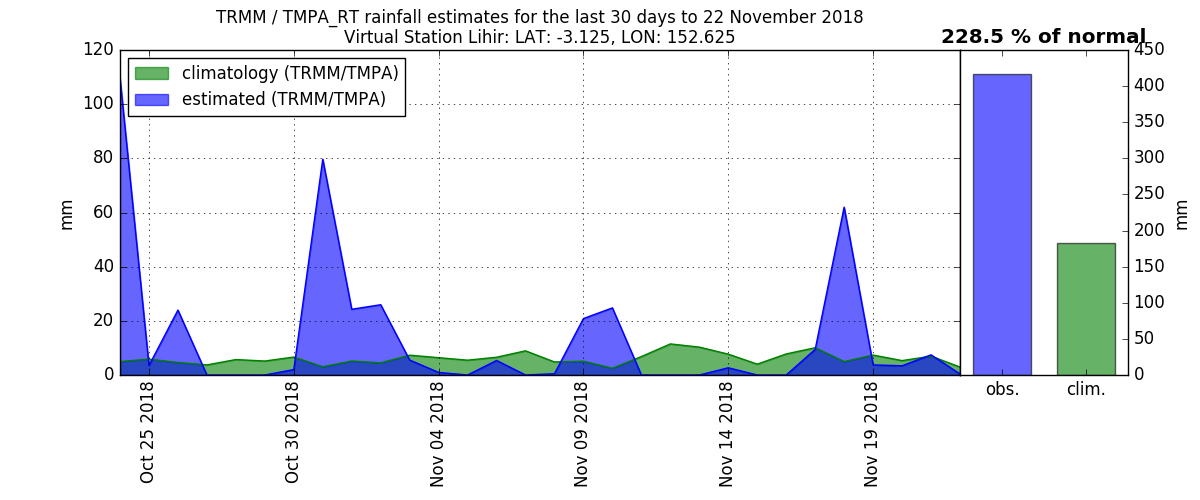 TRMM / TMPA_RT rainfall estimates for the last 30 days to 22 November 2018
Virtual Station Lihir: LAT: -3.125, LON: 152.625
228.5 % of normal
climatology (TRMM/TMPA)
estimated (TRMM/TMPA)
120
100
80
60
40
20
0
mm
Oct 25 2018
Oct 30 2018
Nov 04 2018
Nov 09 2018
Nov 14 2018
Nov 19 2018
450
400
350
300
250
200
150
100
50
0
mm
obs.
clim.